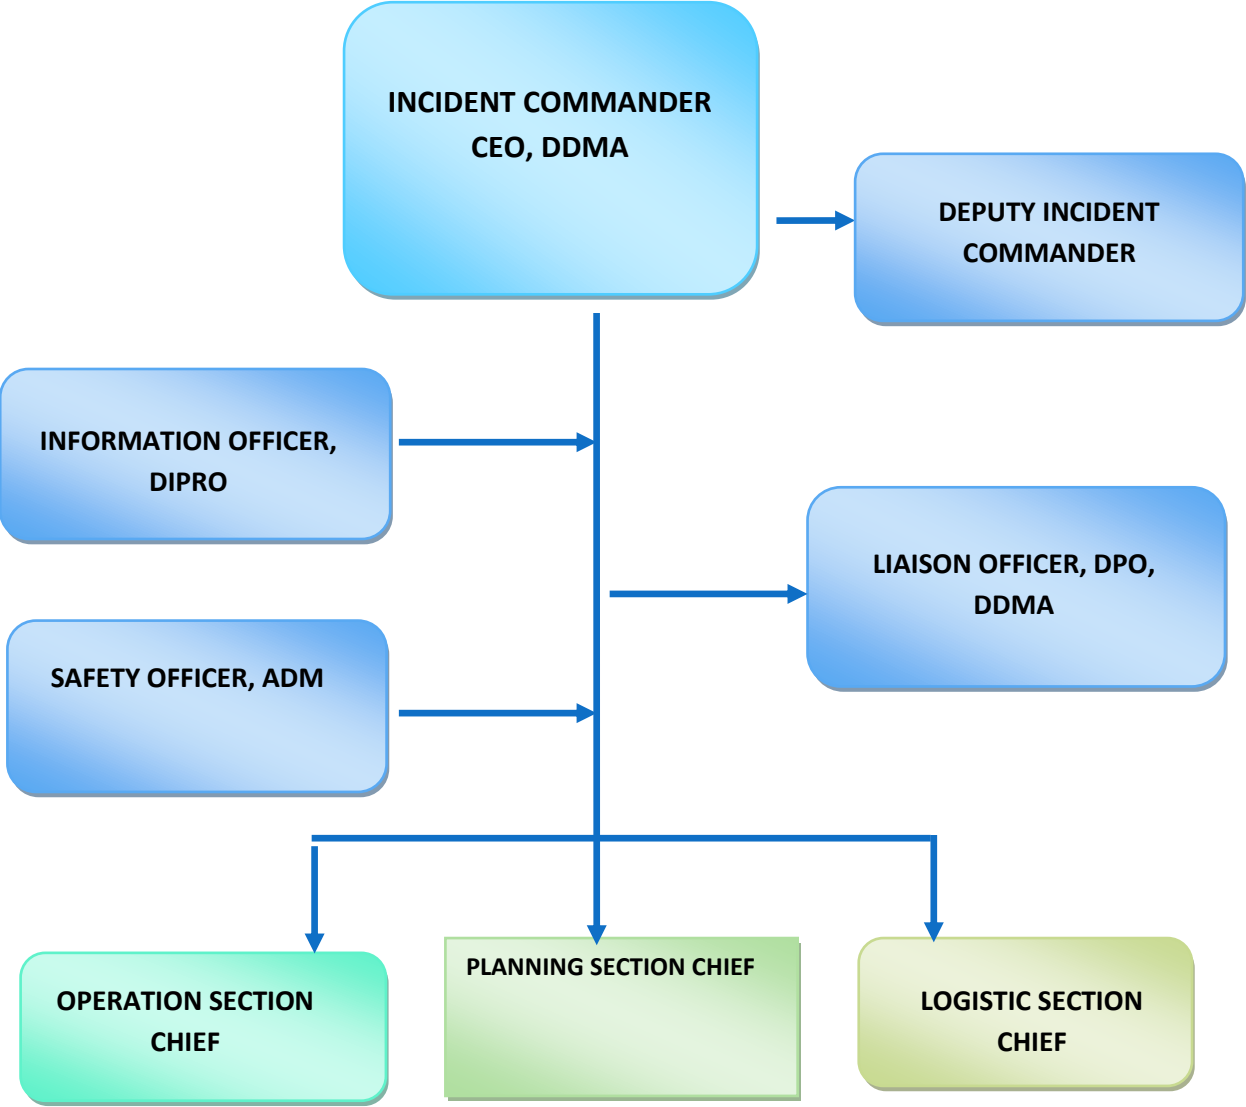 INCIDENT COMMANDER
CEO, DDMA
DEPUTY INCIDENT
COMMANDER
INFORMATION OFFICER,
DIPRO
LIAISON OFFICER, DPO,
DDMA
SAFETY OFFICER, ADM
OPERATION SECTION
CHIEF
PLANNING SECTION CHIEF
LOGISTIC SECTION
CHIEF